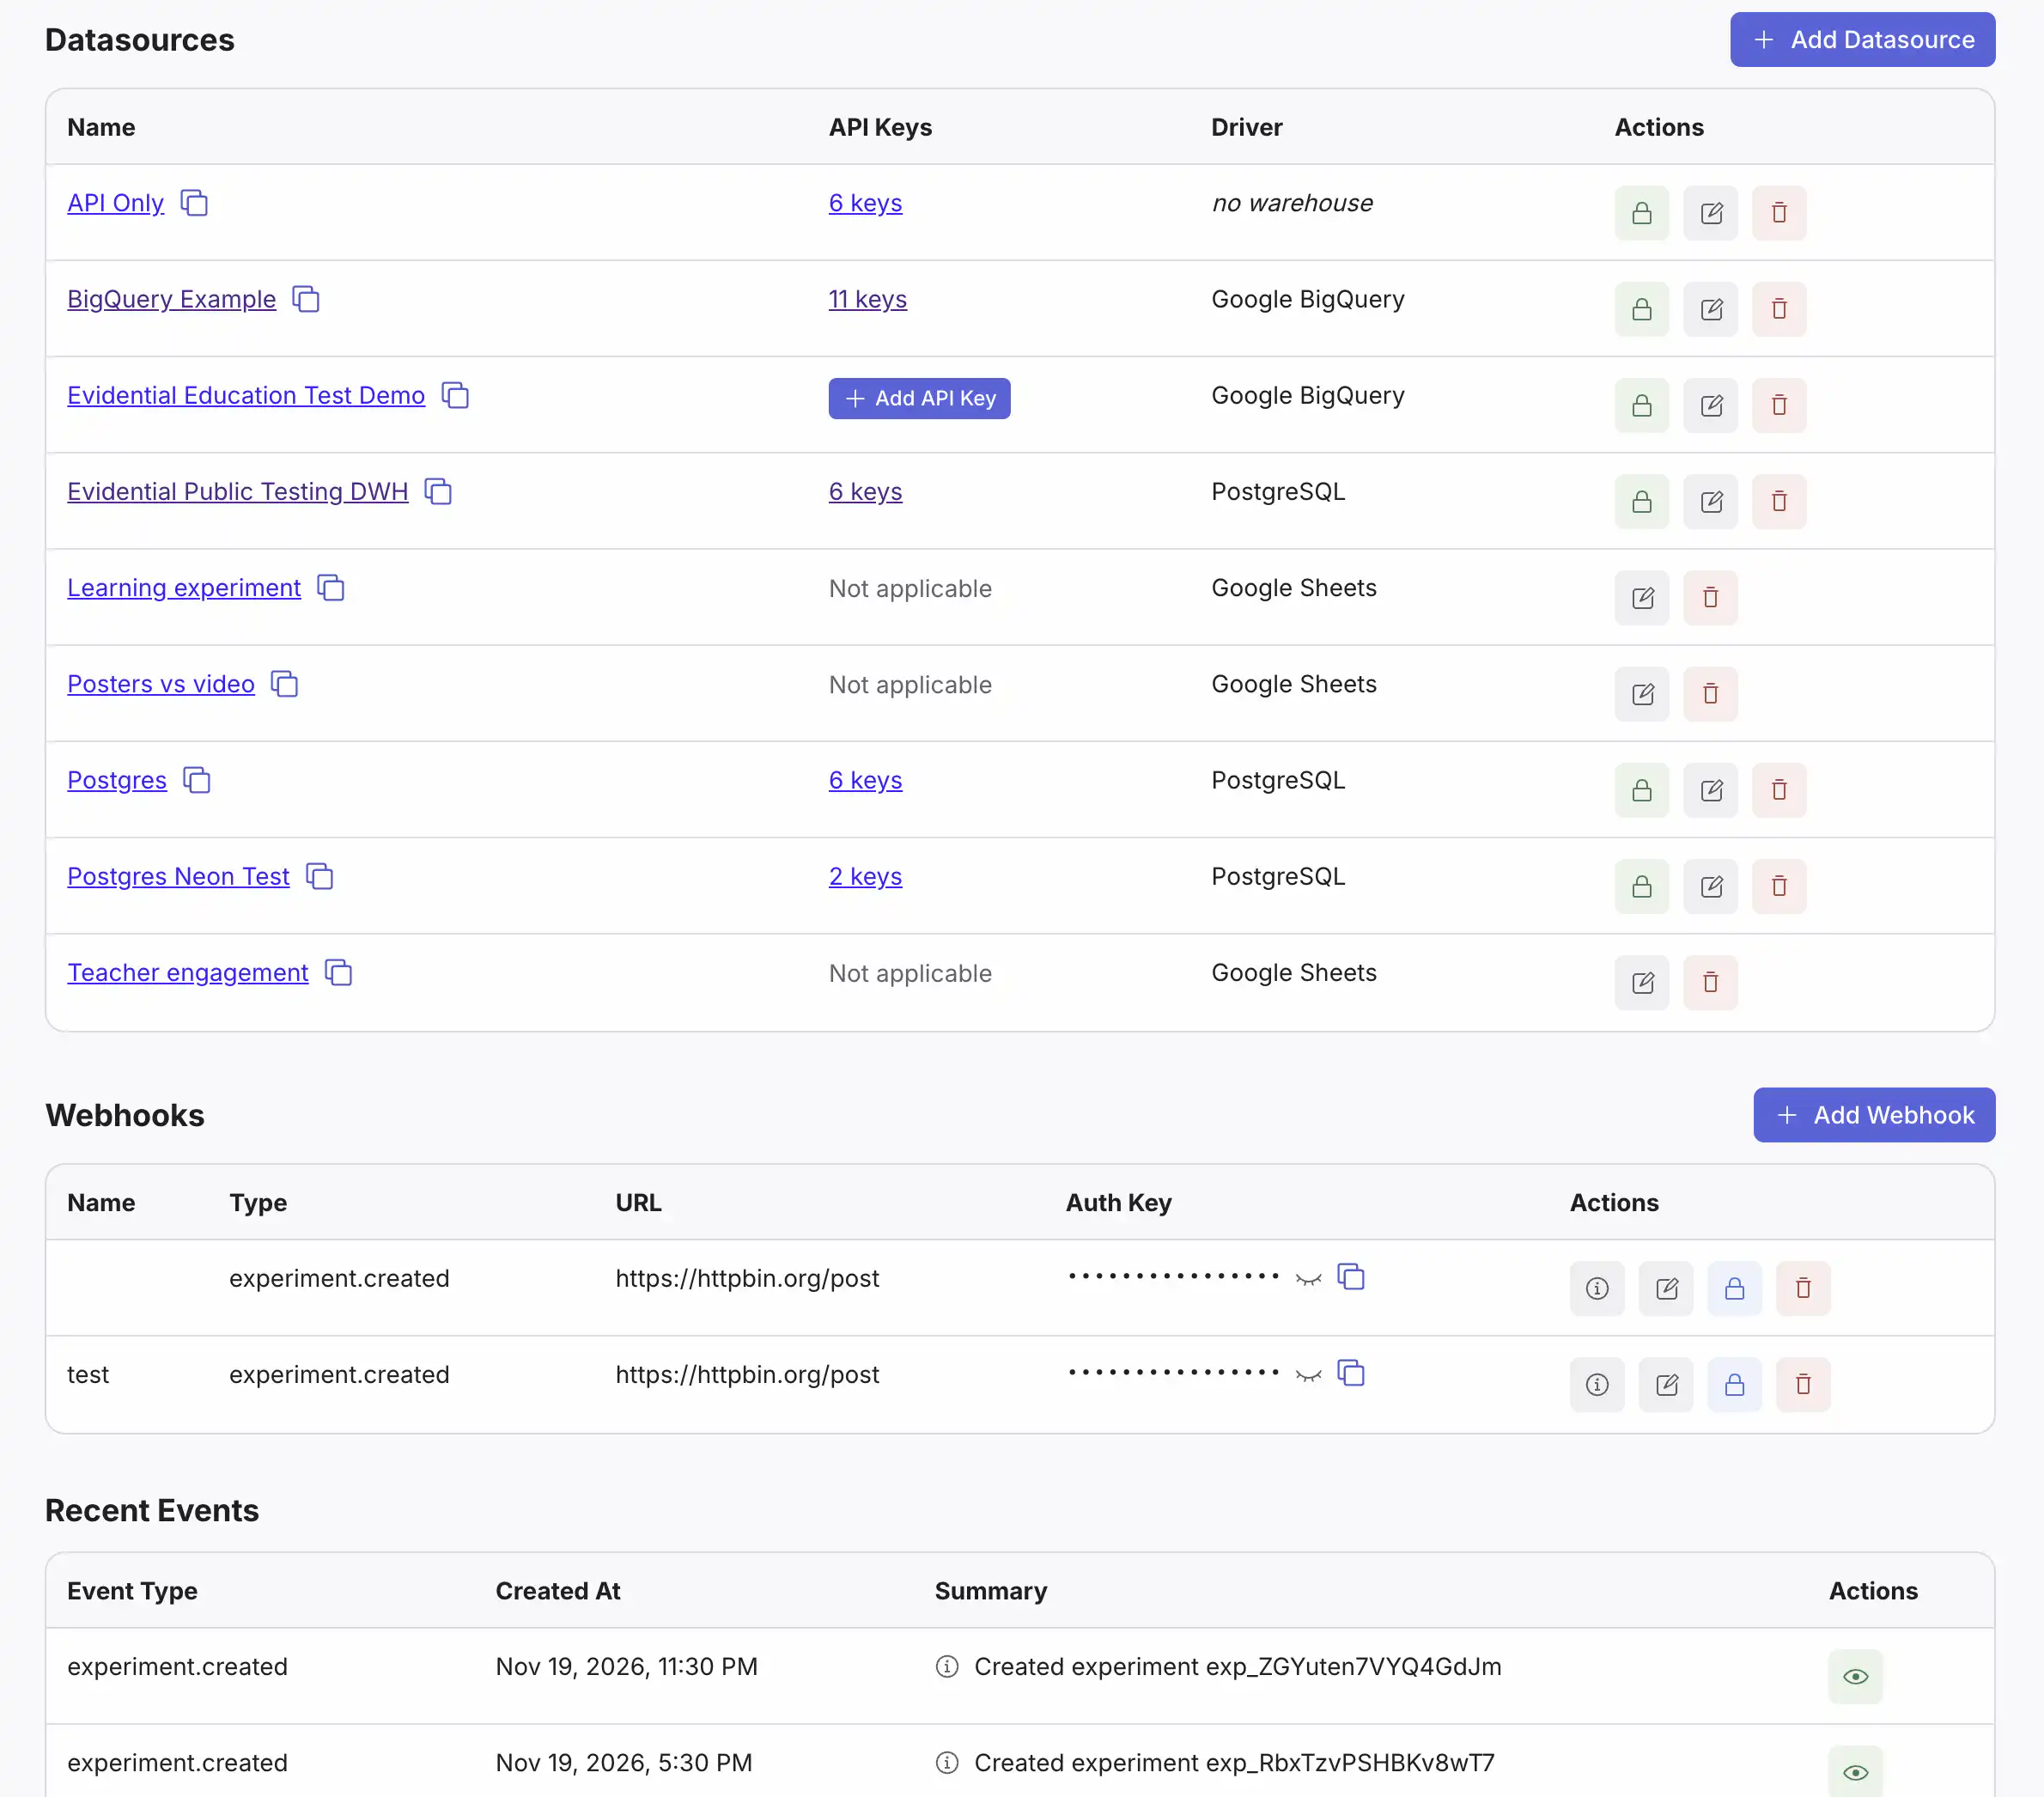 Datasources
+ Add Datasource
Name API Keys Driver Actions
API Only 6 keys no warehouse
BigQuery Example 11 keys Google BigQuery
Evidential Education Test Demo + Add API Key Google BigQuery
Evidential Public Testing DWH 6 keys PostgreSQL
Learning experiment Not applicable Google Sheets
Posters vs video Not applicable Google Sheets
Postgres 6 keys PostgreSQL
Postgres Neon Test 2 keys PostgreSQL
Teacher engagement Not applicable Google Sheets
Webhooks
+ Add Webhook
Name Type URL Auth Key Actions
experiment.created https://httpbin.org/post ••••••••••••••••
test experiment.created https://httpbin.org/post ••••••••••••••••
Recent Events
Event Type Created At Summary Actions
experiment.created Nov 19, 2026, 11:30 PM Created experiment exp_ZGYuten7VYQ4GdJm
experiment.created Nov 19, 2026, 5:30 PM Created experiment exp_RbxTzvPSHBKv8wT7